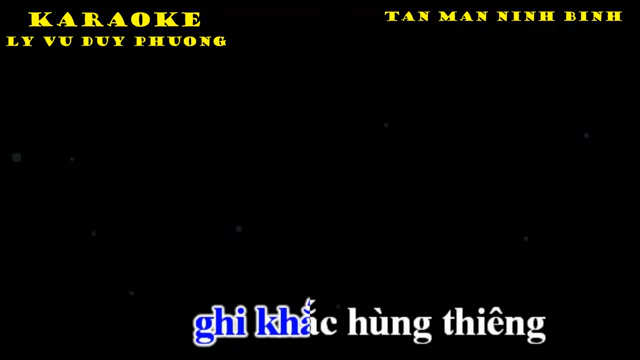 KARAOKE
LY VU DUY PHUONG
TAN MAN NINH BINH
ghi khắc hùng thiêng